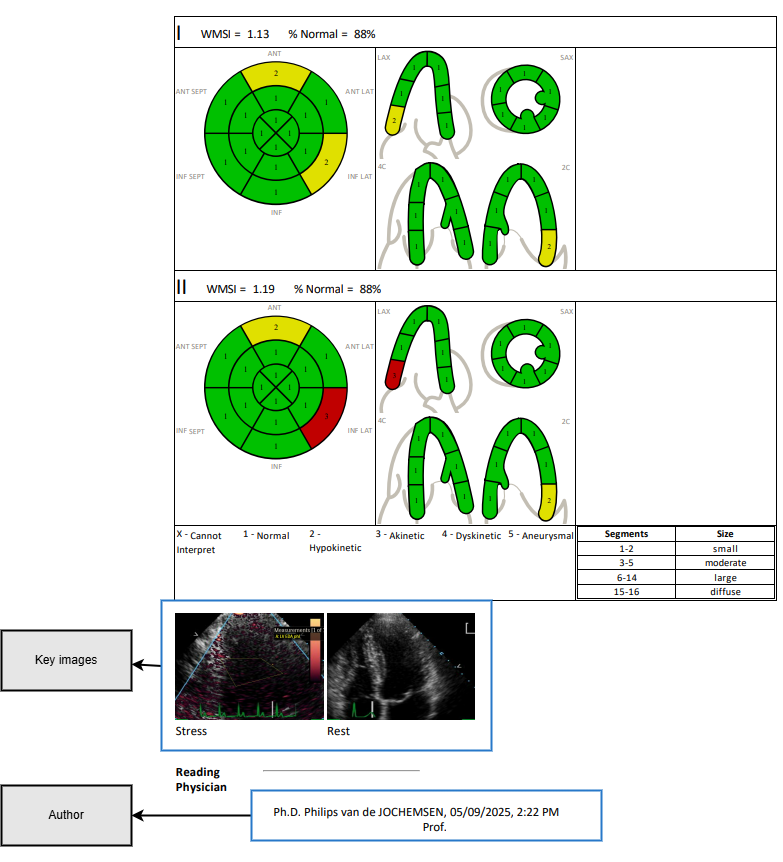 I WMSI = 1.13 % Normal = 88%
ANT
ANT SEPT
ANT LAT
INF SEPT
INF LAT
INF
2
1 1
1
1 1
1 1 1 1
1 1
1 2
1
1
LAX
SAX
4C
2C
II WMSI = 1.19 % Normal = 88%
ANT
ANT SEPT
ANT LAT
INF SEPT
INF LAT
INF
2
1 1
1
1 1
1 1 1 1
1 1
1 3
1
1
LAX
SAX
4C
2C
X - Cannot Interpret
1 - Normal
2 - Hypokinetic
3 - Akinetic
4 - Dyskinetic
5 - Aneurysmal
Segments Size
1-2 small
3-5 moderate
6-14 large
15-16 diffuse
Key images
Measurements
Stress
Rest
Reading
Physician
Author
Ph.D. Philips van de JOCHEMSEN, 05/09/2025, 2:22 PM
Prof.